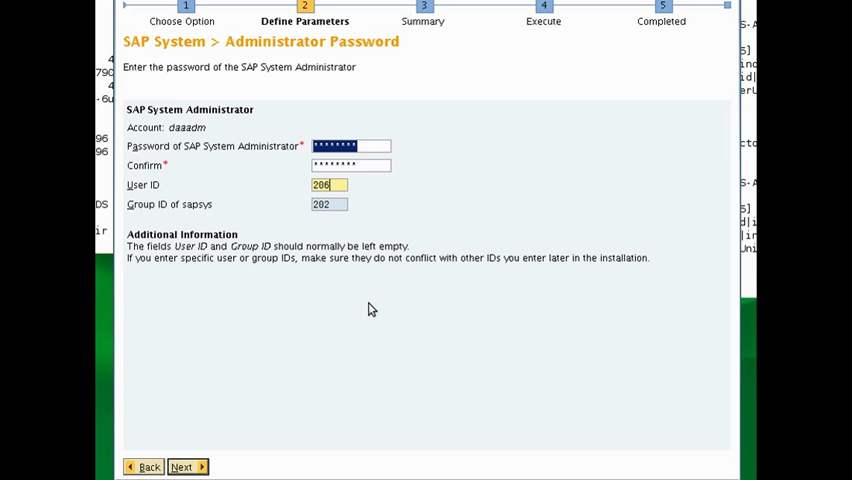 1 2 3 4 5
Choose Option Define Parameters Summary Execute Completed
SAP System > Administrator Password
Enter the password of the SAP System Administrator
SAP System Administrator
Account: daaadm
Password of SAP System Administrator* ********
Confirm* ********
User ID 206
Group ID of sapsys 202
Additional Information
The fields User ID and Group ID should normally be left empty.
If you enter specific user or group IDs, make sure they do not conflict with other IDs you enter later in the installation.
Back Next